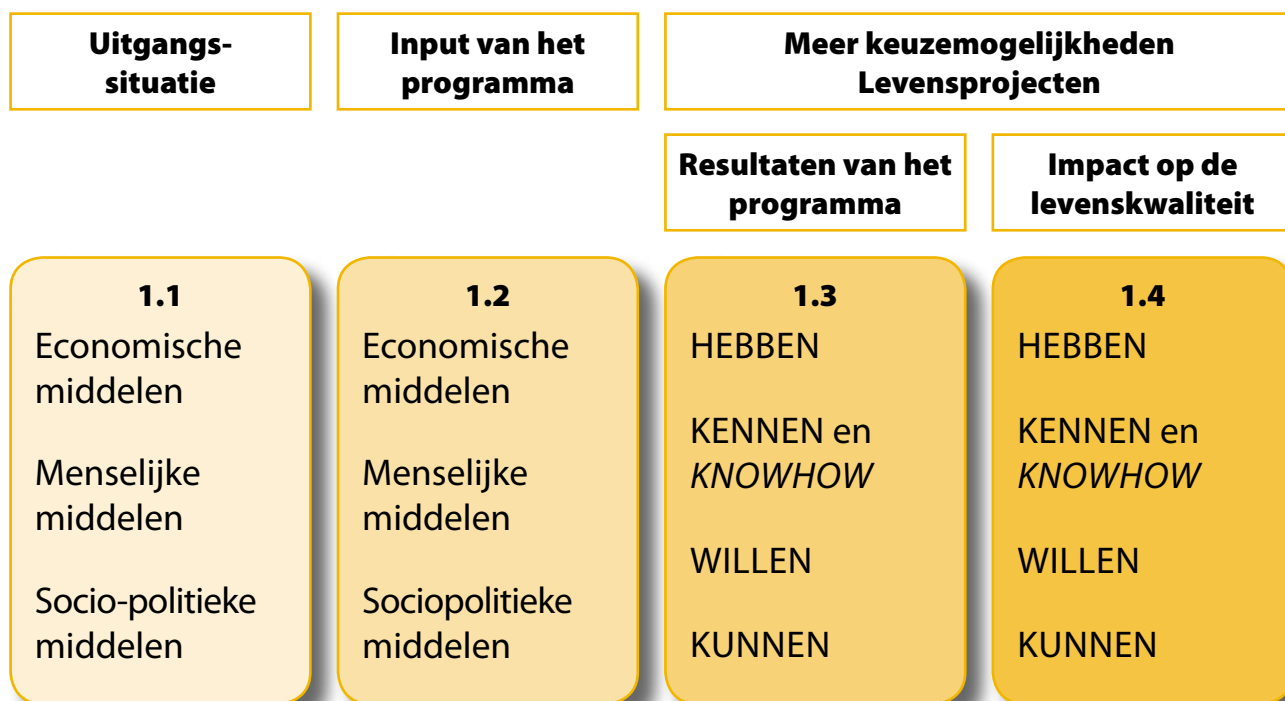 Uitgangs-
situatie
Input van het
programma
Meer keuzemogelijkheden
Levensprojecten
Resultaten van het
programma
Impact op de
levenskwaliteit
1.1
Economische
middelen
Menselijke
middelen
Socio-politieke
middelen
1.2
Economische
middelen
Menselijke
middelen
Sociopolitieke
middelen
1.3
HEBBEN
KENNEN en
KNOWHOW
WILLEN
KUNNEN
1.4
HEBBEN
KENNEN en
KNOWHOW
WILLEN
KUNNEN